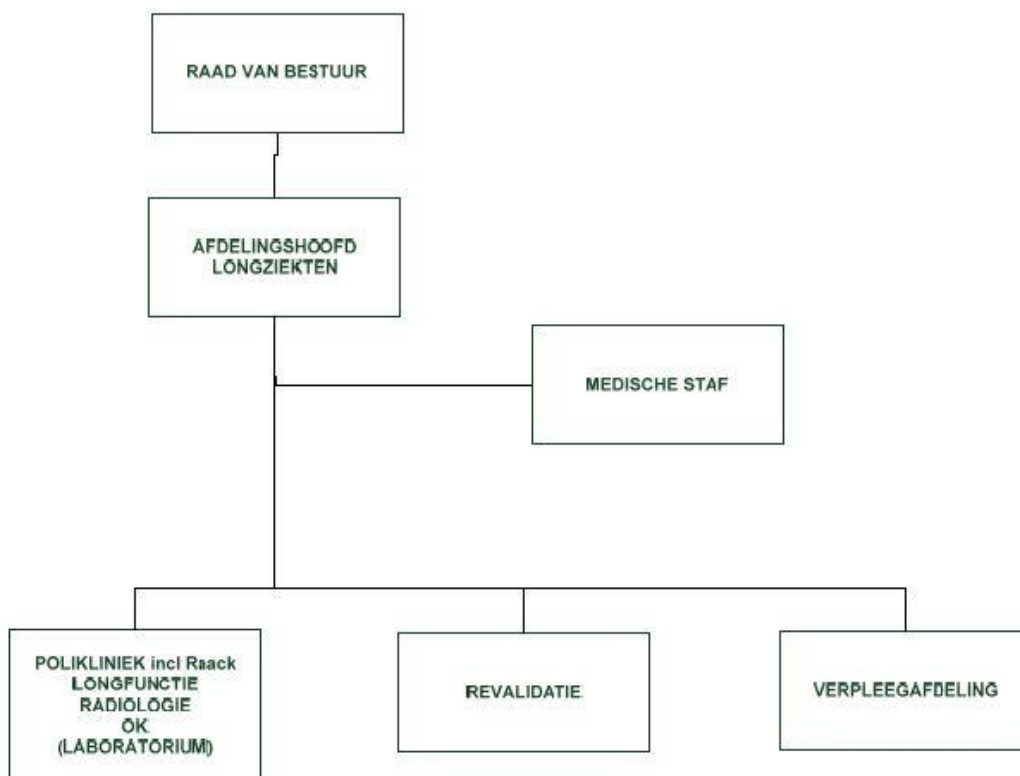 RAAD VAN BESTUUR
AFDELINGSHOOFD
LONGZIEKTEN
MEDISCHE STAF
POLIKLINIEK incl Raack
LONGFUNCTIE
RADIOLOGIE
OK
(LABORATORIUM)
REVALIDATIE
VERPLEEGAFDELING